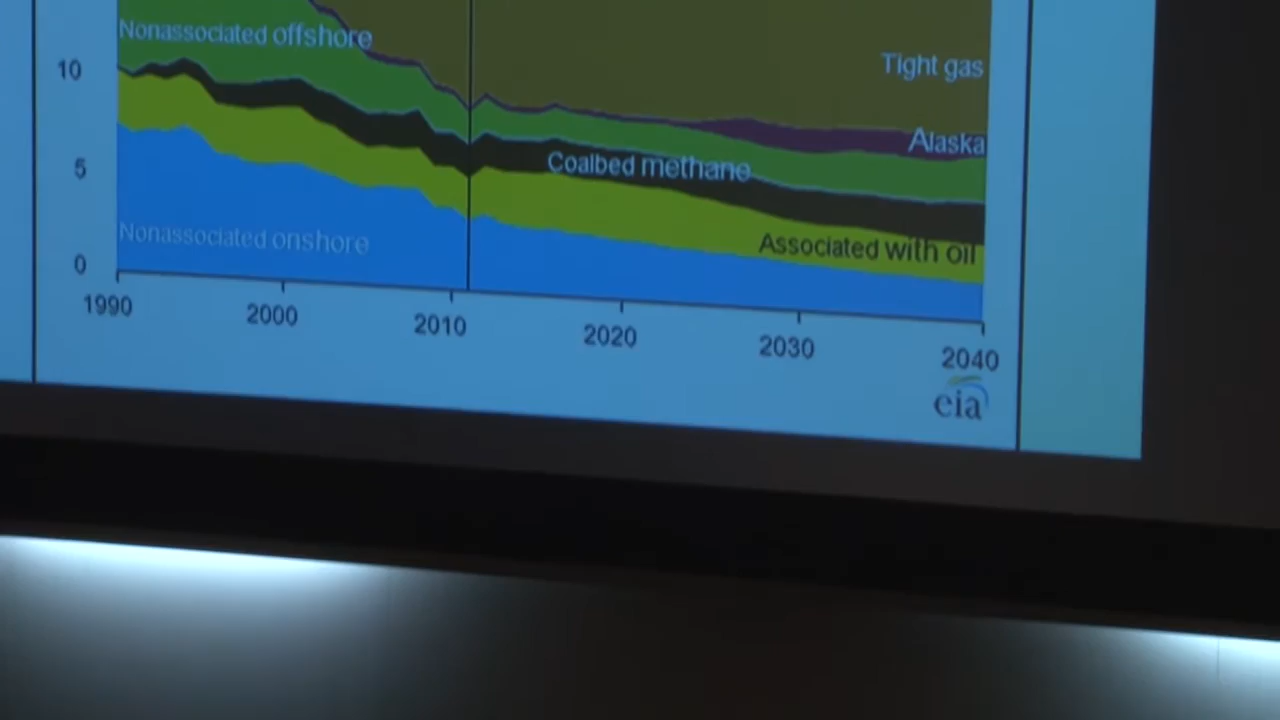 Nonassociated offshore
10
Tight gas
Alaska
5
Coalbed methane
Nonassociated onshore
Associated with oil
0
1990
2000
2010
2020
2030
2040
eia